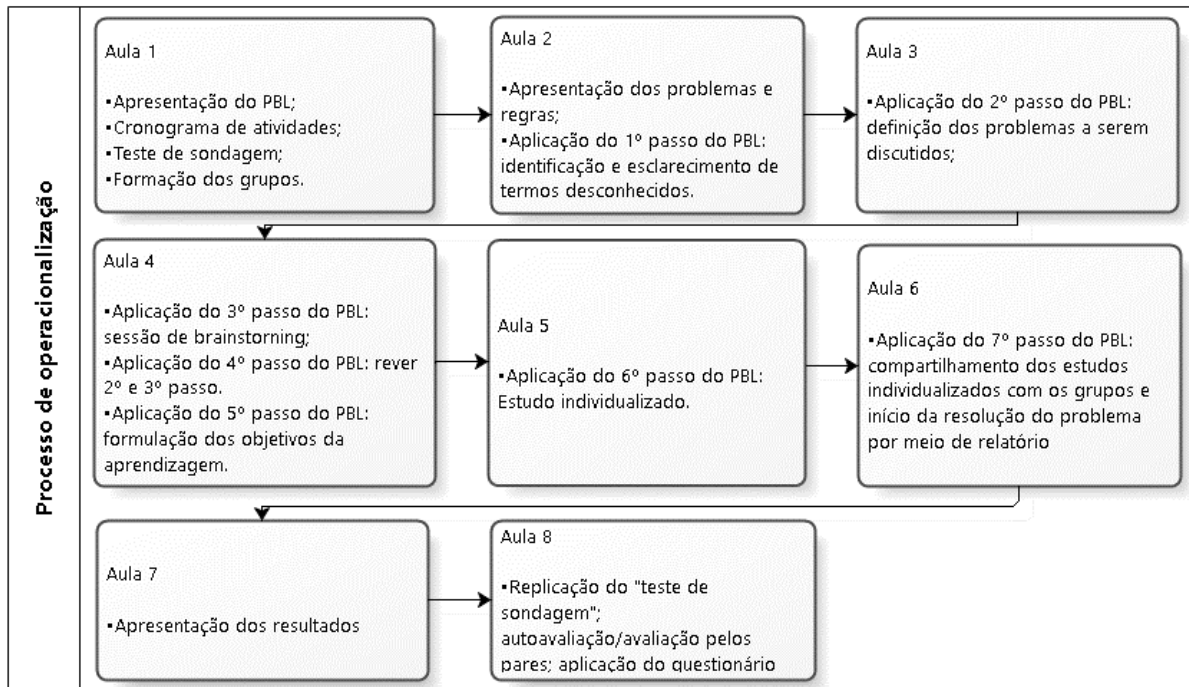 Processo de operacionalização
Aula 1
▪Apresentação do PBL;
▪Cronograma de atividades;
▪Teste de sondagem;
▪Formação dos grupos.
Aula 2
▪Apresentação dos problemas e
regras;
▪Aplicação do 1º passo do PBL:
identificação e esclarecimento de
termos desconhecidos.
Aula 3
▪Aplicação do 2º passo do PBL:
definição dos problemas a serem
discutidos;
Aula 4
▪Aplicação do 3º passo do PBL:
sessão de brainstorning;
▪Aplicação do 4º passo do PBL: rever
2º e 3º passo.
▪Aplicação do 5º passo do PBL:
formulação dos objetivos da
aprendizagem.
Aula 5
▪Aplicação do 6º passo do PBL:
Estudo individualizado.
Aula 6
▪Aplicação do 7º passo do PBL:
compartilhamento dos estudos
individualizados com os grupos e
início da resolução do problema
por meio de relatório
Aula 7
▪Apresentação dos resultados
Aula 8
▪Replicação do "teste de
sondagem";
autoavaliação/avaliação pelos
pares; aplicação do questionário